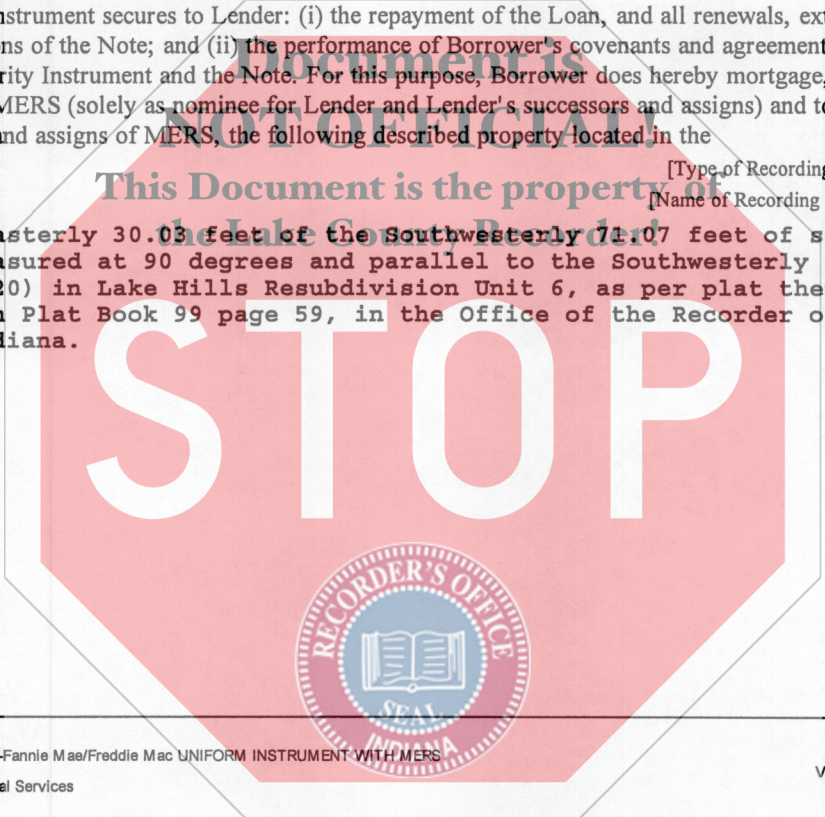 nstrument secures to Lender: (i) the repayment of the Loan, and all renewals,
ns of the Note; and (ii) the performance of Borrower's covenants and
Document is
rity Instrument and the Note. For this purpose, Borrower does hereby mortgage,
MERS (solely as nominee for Lender and Lender's successors and assigns) and
NOT OFFICIAL!
nd assigns of MERS, the following described property located in the
[Type of Recording
This Document is the property of
[Name of Recording
the Lake County Recorder!
asterly 30.03 feet of the Southwesterly 71.07 feet of
asured at 90 degrees and parallel to the Southwesterly
20) in Lake Hills Resubdivision Unit 6, as per plat
Plat Book 99 page 59, in the Office of the Recorder
diana.
STOP
RECORDER'S OFFICE
SEAL
INDIANA
-Fannie Mae/Freddie Mac UNIFORM INSTRUMENT WITH MERS
al Services